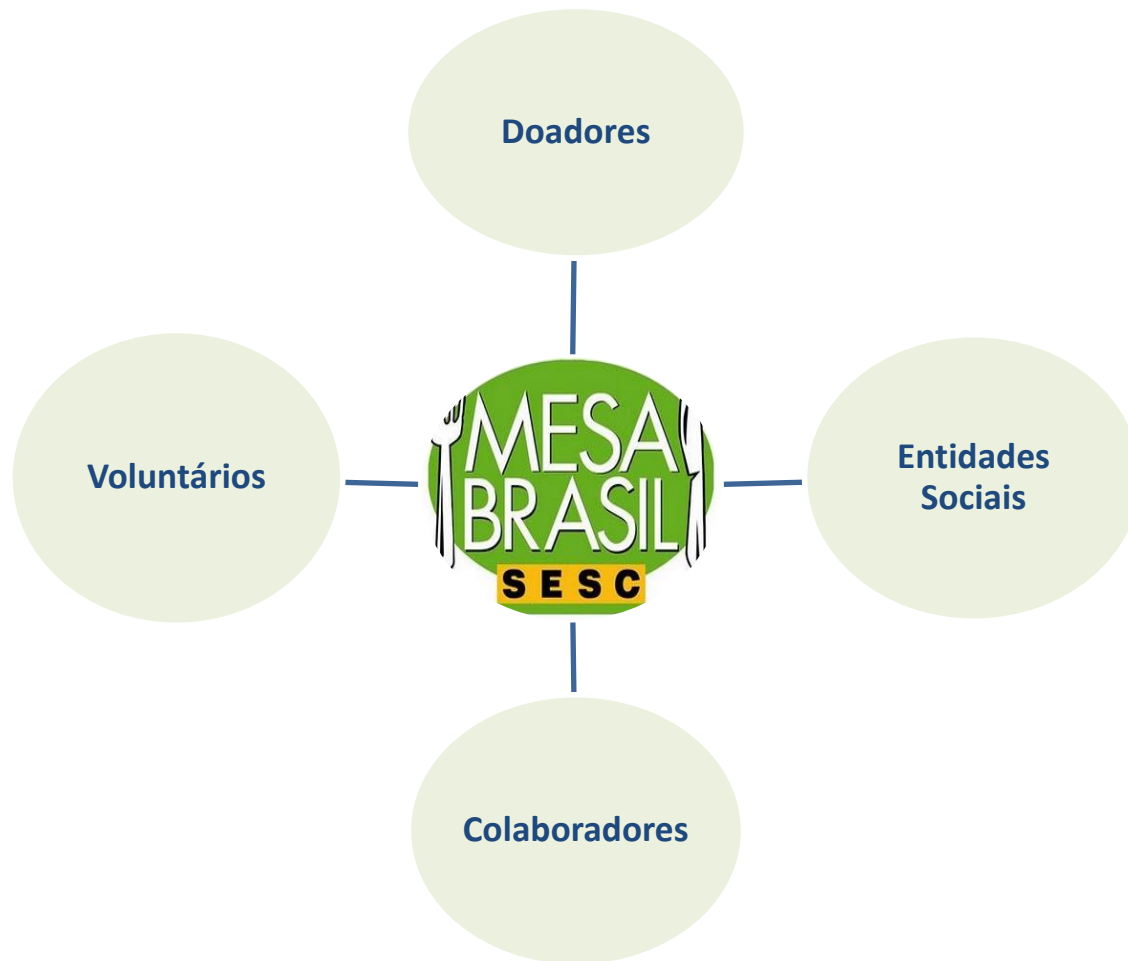 Doadores
Voluntários
MESA
BRASIL
SESC
Entidades
Sociais
Colaboradores